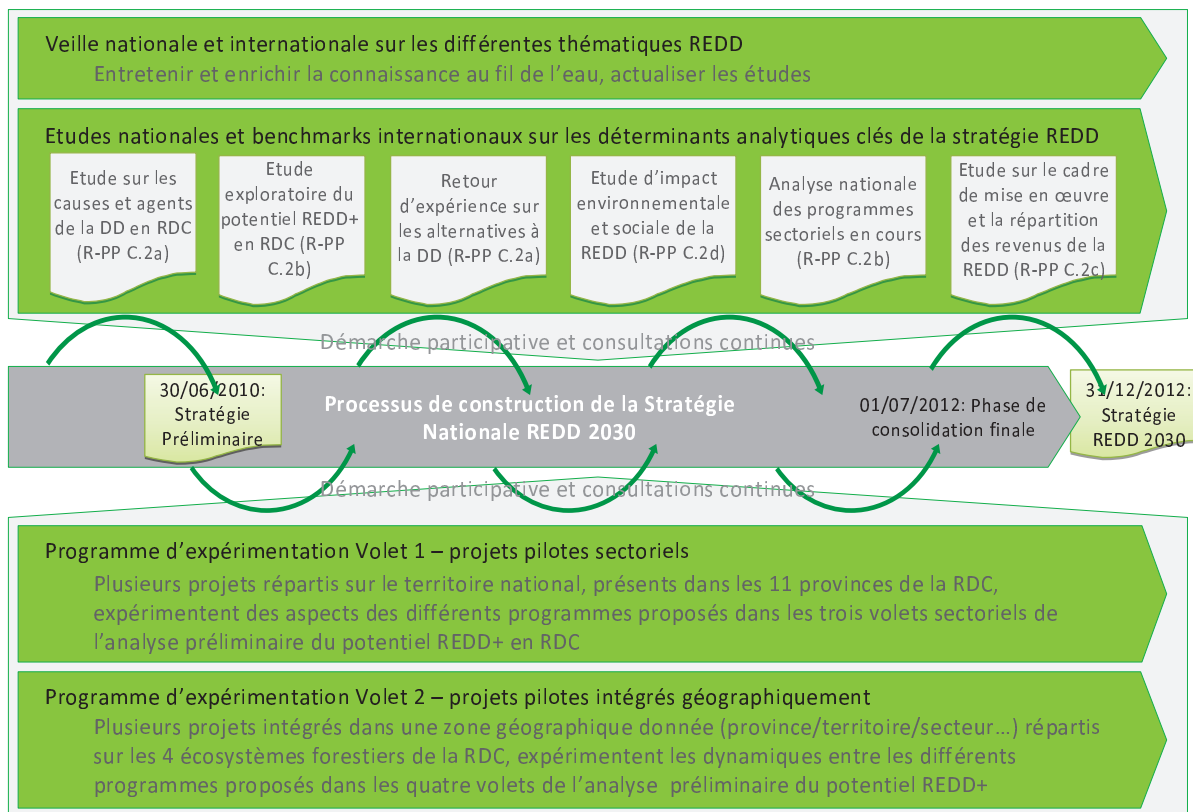 Veille nationale et internationale sur les différentes thématiques REDD
Entretenir et enrichir la connaissance au fil de l’eau, actualiser les études
Etudes nationales et benchmarks internationaux sur les déterminants analytiques clés de la stratégie REDD
Etude sur les
causes et agents
de la DD en RDC
(R-PP C.2a)
Etude
exploratoire du
potentiel REDD+
en RDC (R-PP
C.2b)
Retour
d’expérience sur
les alternatives à
la DD (R-PP C.2a)
Etude d’impact
environnementale
et sociale de la
REDD (R-PP C.2d)
Analyse nationale
des programmes
sectoriels en cours
(R-PP C.2b)
Etude sur le cadre
de mise en œuvre
et la répartition
des revenus de la
REDD (R-PP C.2c)
Démarche participative et consultations continues
30/06/2010:
Stratégie
Préliminaire
Processus de construction de la Stratégie
Nationale REDD 2030
01/07/2012: Phase de
consolidation finale
31/12/2012:
Stratégie
REDD 2030
Démarche participative et consultations continues
Programme d’expérimentation Volet 1 – projets pilotes sectoriels
Plusieurs projets répartis sur le territoire national, présents dans les 11 provinces de la RDC,
expérimentent des aspects des différents programmes proposés dans les trois volets sectoriels de
l’analyse préliminaire du potentiel REDD+ en RDC
Programme d’expérimentation Volet 2 – projets pilotes intégrés géographiquement
Plusieurs projets intégrés dans une zone géographique donnée (province/territoire/secteur…) répartis
sur les 4 écosystèmes forestiers de la RDC, expérimentent les dynamiques entre les différents
programmes proposés dans les quatre volets de l’analyse préliminaire du potentiel REDD+